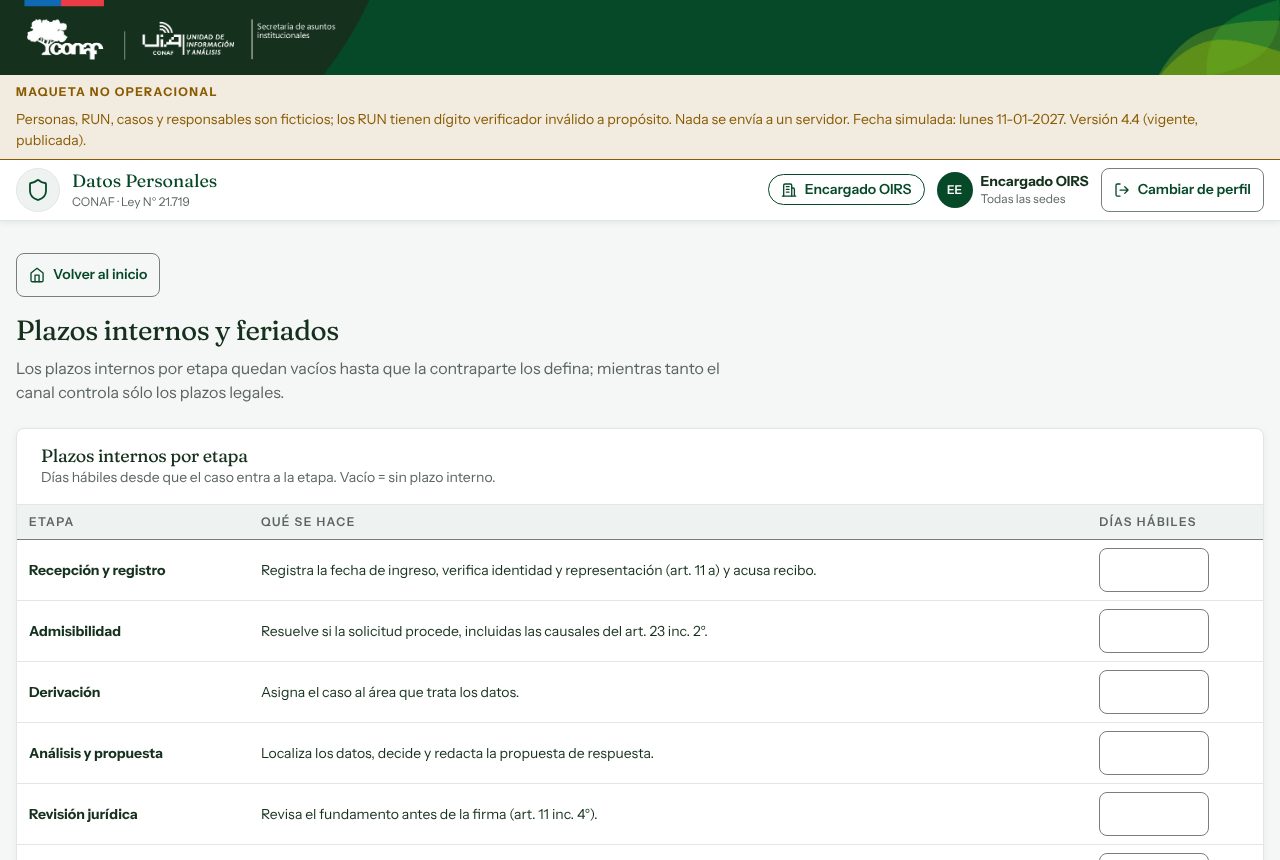 Conaf
UiA CONAF UNIDAD DE INFORMACIÓN Y ANÁLISIS
Secretaría de asuntos institucionales
MAQUETA NO OPERACIONAL
Personas, RUN, casos y responsables son ficticios; los RUN tienen dígito verificador inválido a propósito. Nada se envía a un servidor. Fecha simulada: lunes 11-01-2027. Versión 4.4 (vigente,
publicada).
Datos Personales
CONAF · Ley N° 21.719
Encargado OIRS
EE
Encargado OIRS
Todas las sedes
Cambiar de perfil
Volver al inicio
Plazos internos y feriados
Los plazos internos por etapa quedan vacíos hasta que la contraparte los defina; mientras tanto el
canal controla sólo los plazos legales.
Plazos internos por etapa
Días hábiles desde que el caso entra a la etapa. Vacío = sin plazo interno.
ETAPA QUÉ SE HACE DÍAS HÁBILES
Recepción y registro Registra la fecha de ingreso, verifica identidad y representación (art. 11 a) y acusa recibo.
Admisibilidad Resuelve si la solicitud procede, incluidas las causales del art. 23 inc. 2°.
Derivación Asigna el caso al área que trata los datos.
Análisis y propuesta Localiza los datos, decide y redacta la propuesta de respuesta.
Revisión jurídica Revisa el fundamento antes de la firma (art. 11 inc. 4°).